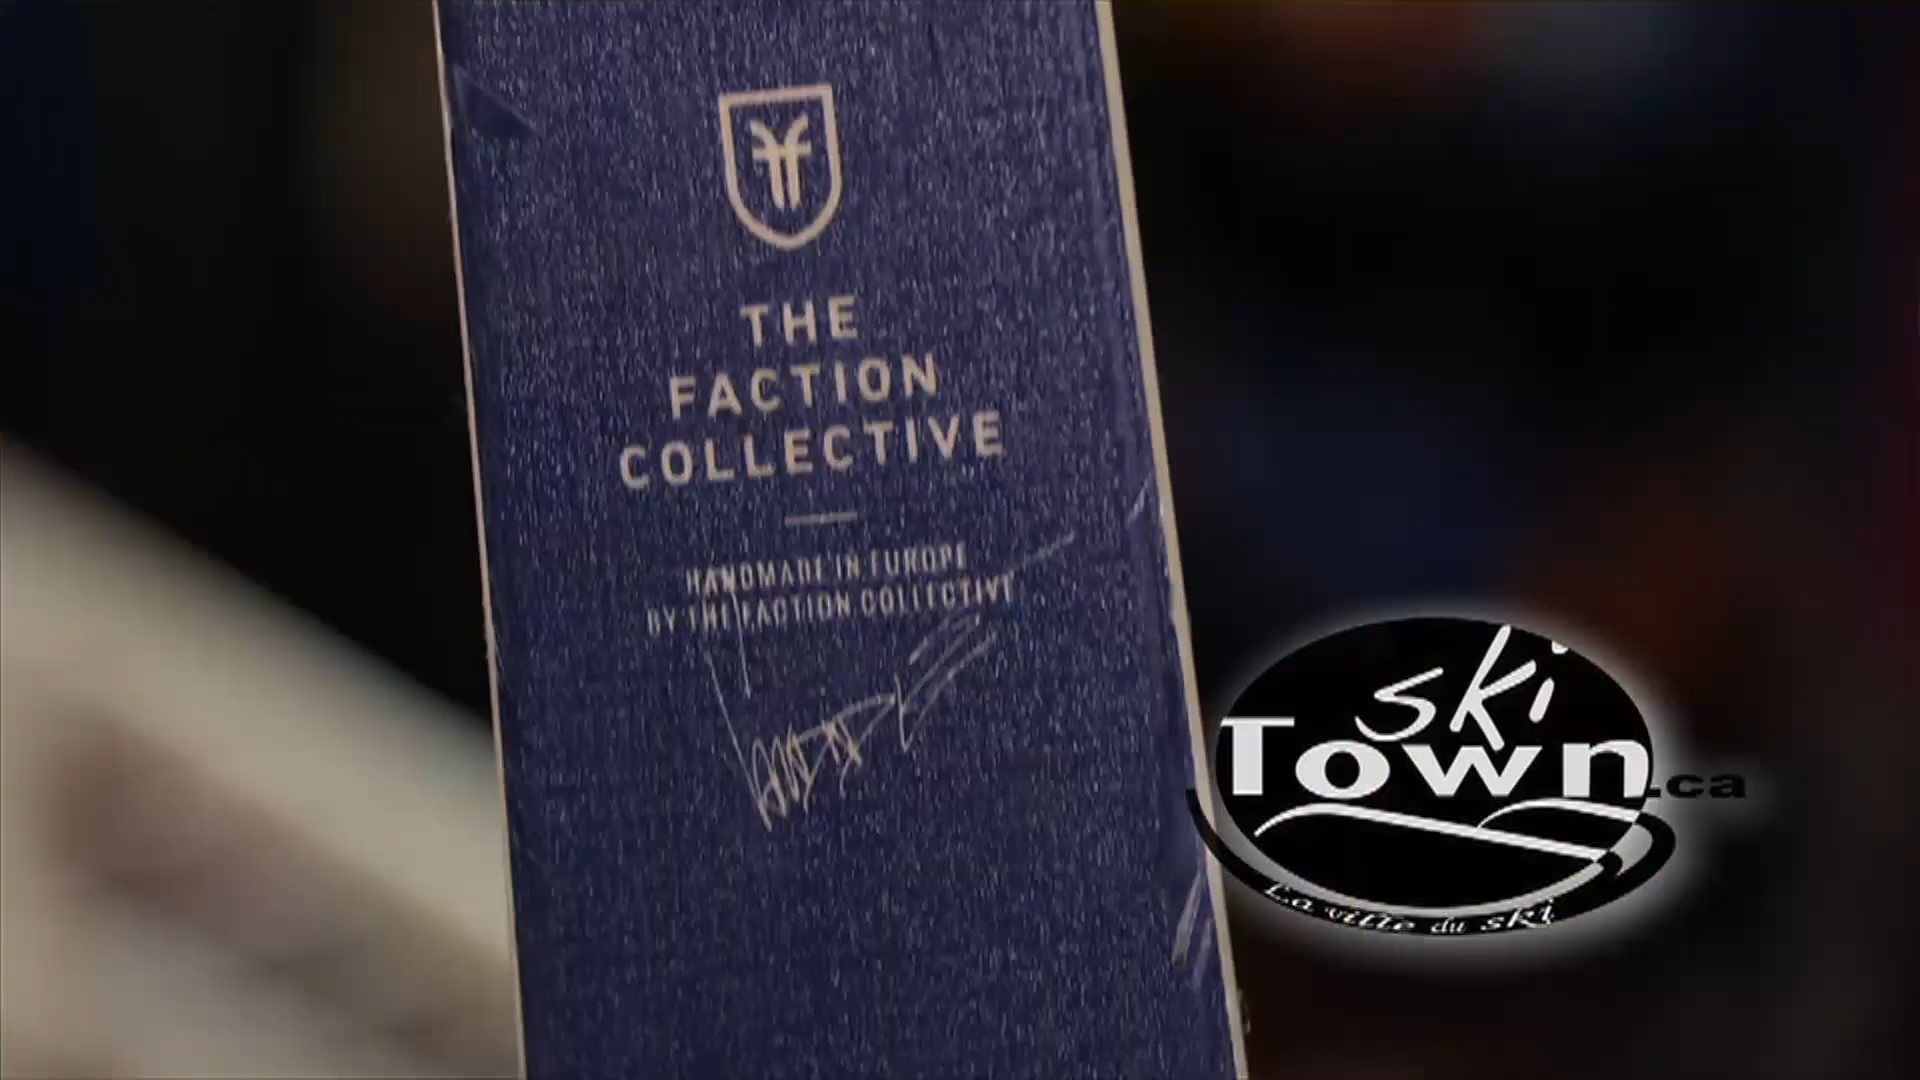 THE
FACTION
COLLECTIVE
HANDMADE IN EUROPE
BY THE FACTION COLLECTIVE
ski
Town.ca
La ville du ski